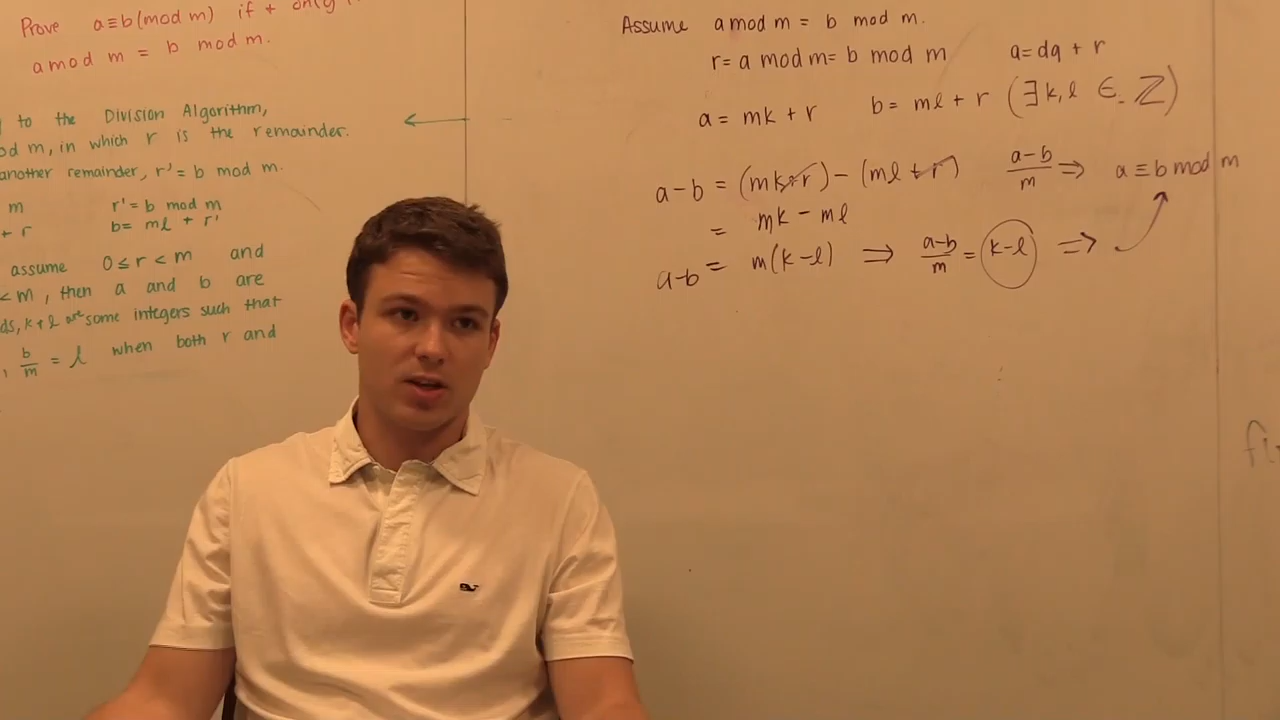 Prove a≡b(mod m) if + only
a mod m = b mod m.
to the Division Algorithm,
od m, in which r is the remainder.
another remainder, r' = b mod m.
m r' = b mod m
+ r b = ml + r'
assume 0 ≤ r < m and
< m, then a and b are
ds, k + l are some integers such that
, b/m = l when both r and
Assume a mod m = b mod m.
r = a mod m = b mod m a = dq + r
a = mk + r b = ml + r (∃ k, l ∈ ℤ)
a-b = (mk+r) - (ml + r) a-b/m ⇒ a ≡ b mod m
= mk - ml
a-b = m(k-l) ⇒ a-b/m = k-l ⇒